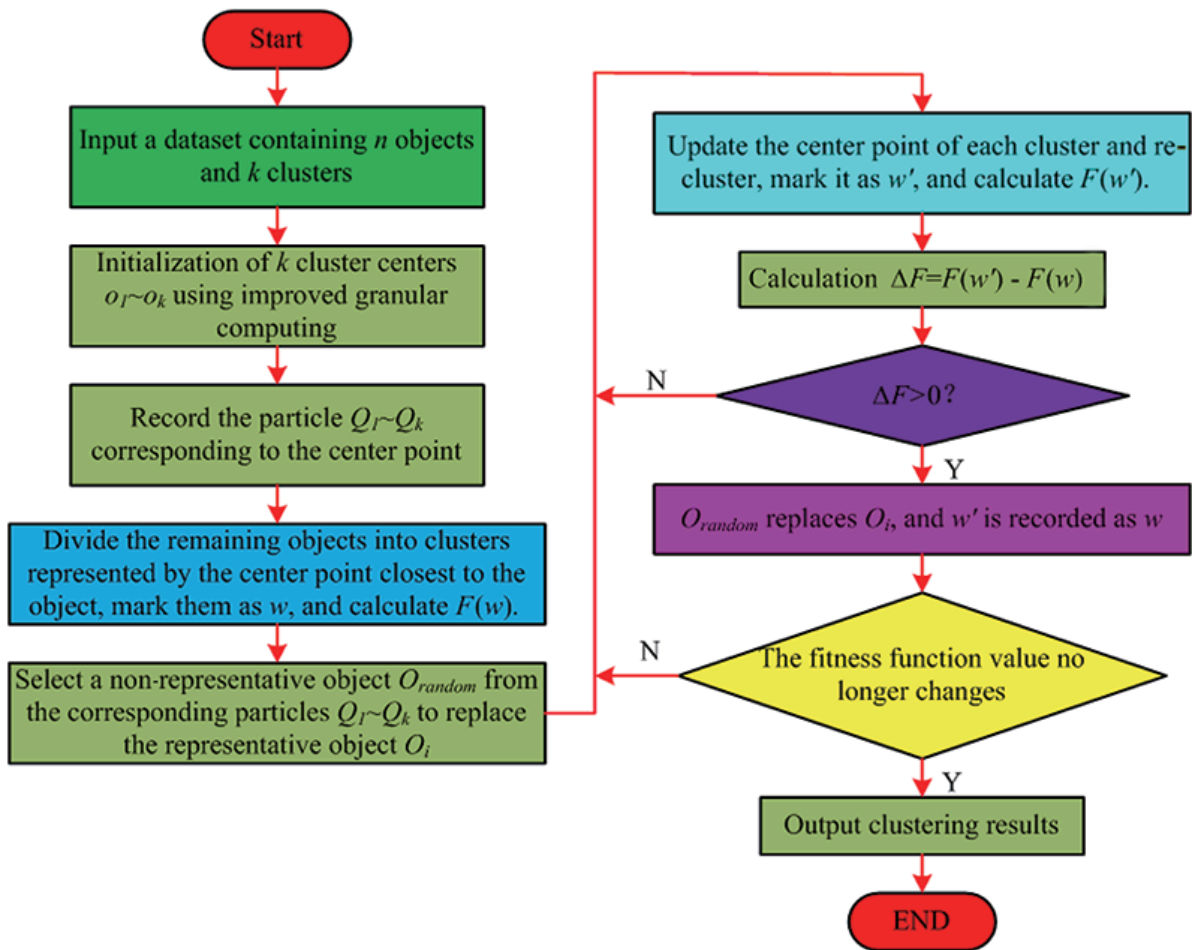 Start
Input a dataset containing n objects
and k clusters
Initialization of k cluster centers
o1~ok using improved granular
computing
Record the particle Q1~Qk
corresponding to the center point
Divide the remaining objects into clusters
represented by the center point closest to the
object, mark them as w, and calculate F(w).
Select a non-representative object Orandom from
the corresponding particles Q1~Qk to replace
the representative object Oi
Update the center point of each cluster and re-
cluster, mark it as w′, and calculate F(w′).
Calculation ΔF=F(w′) - F(w)
ΔF>0?
N
Y
Orandom replaces Oi, and w′ is recorded as w
The fitness function value no
longer changes
N
Y
Output clustering results
END